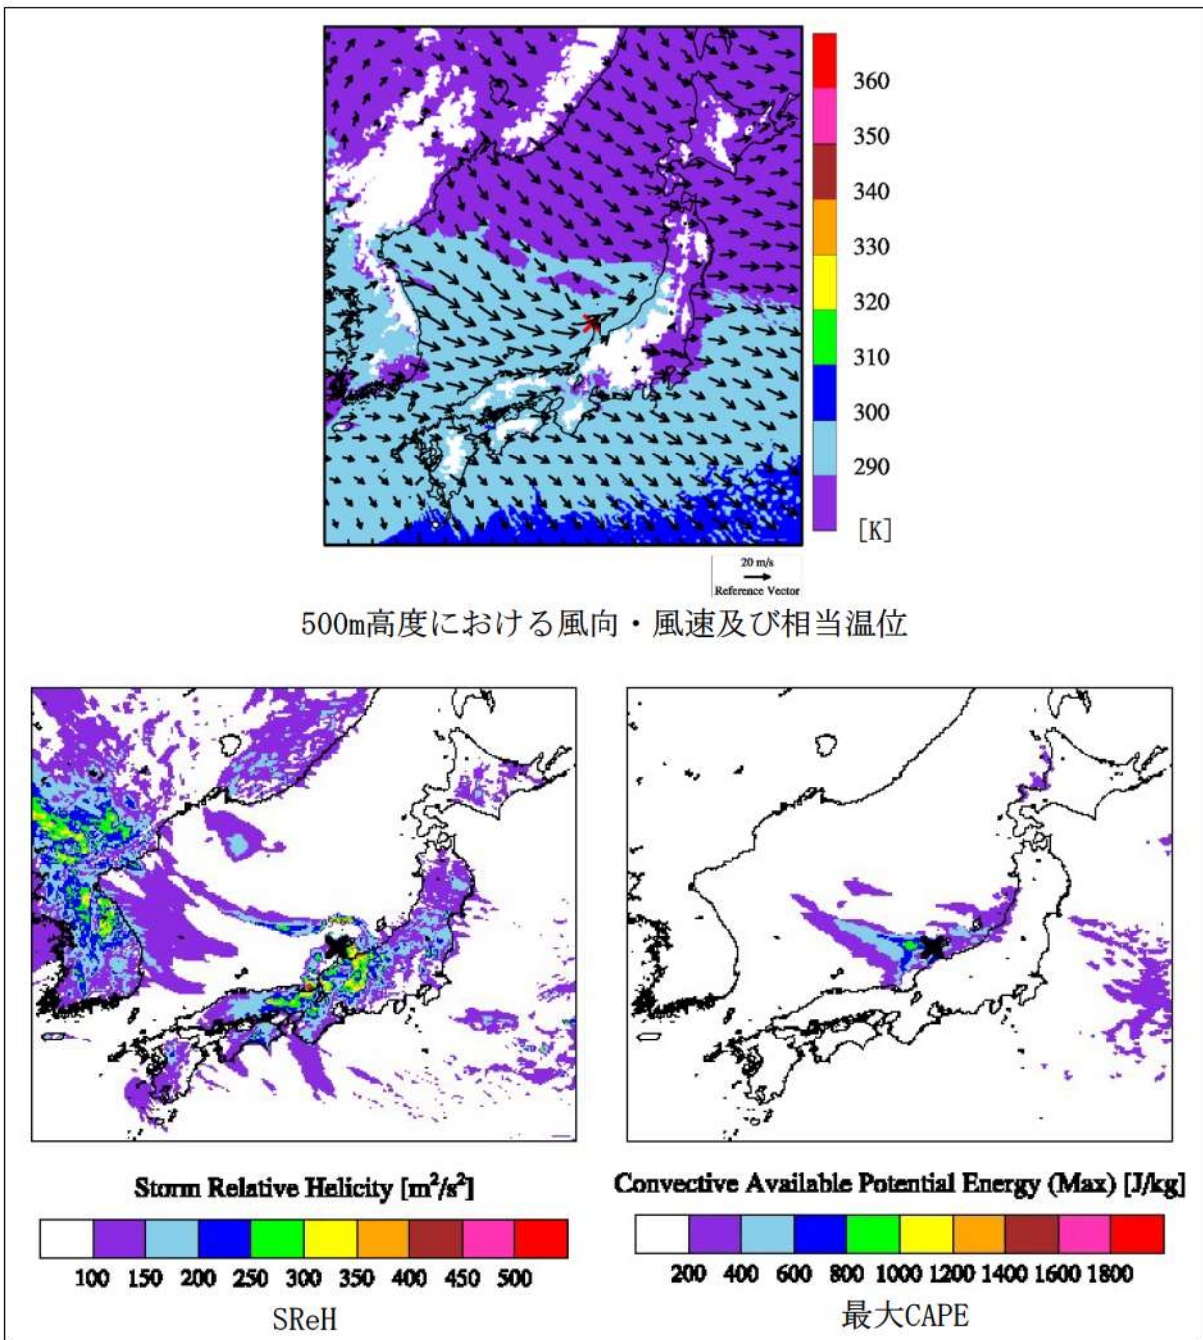 360
350
340
330
320
310
300
290
[K]
20 m/s
Reference Vector
500m高度における風向・風速及び相当温位
Storm Relative Helicity [m²/s²]
100 150 200 250 300 350 400 450 500
SReH
Convective Available Potential Energy (Max) [J/kg]
200 400 600 800 1000 1200 1400 1600 1800
最大CAPE